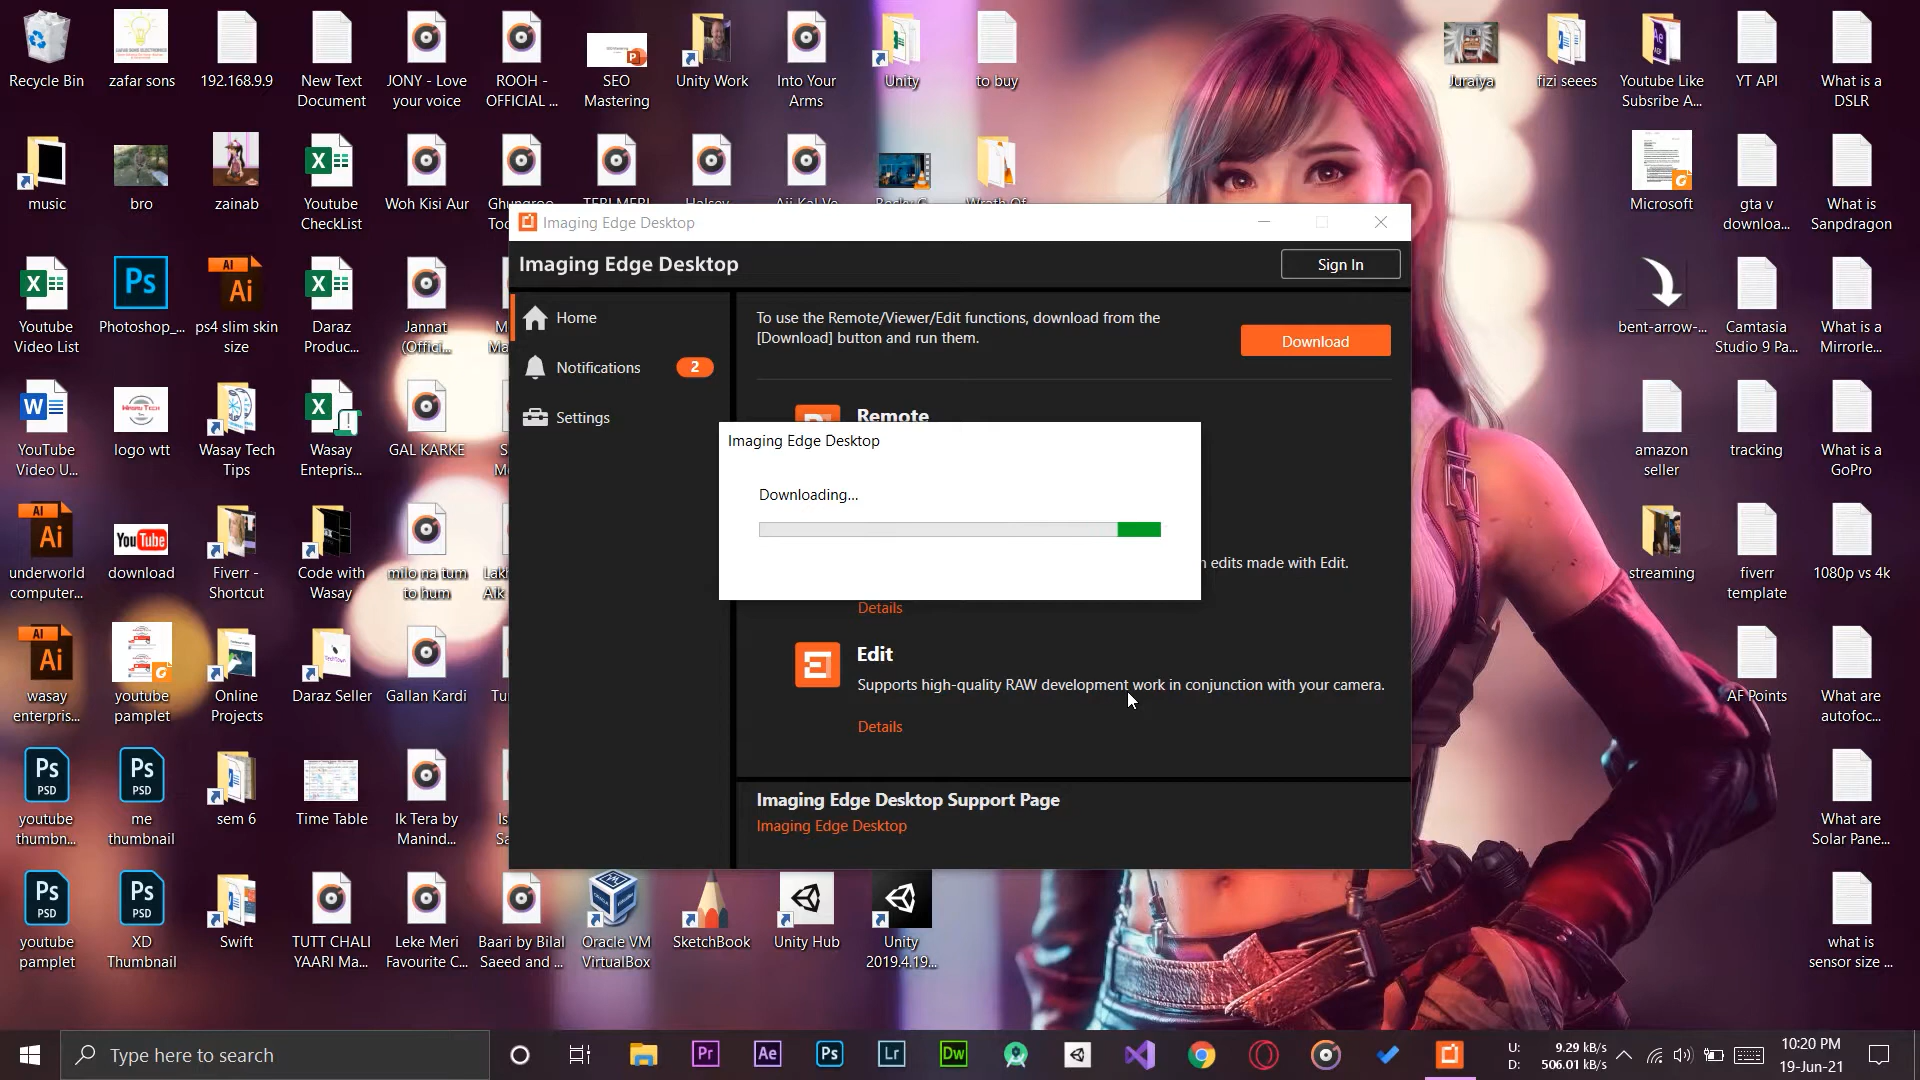 Recycle Bin
zafar sons
192.168.9.9
New Text
Document
JONY - Love
your voice
ROOH -
OFFICIAL ...
SEO
Mastering
Unity Work
Into Your
Arms
Unity
to buy
Juraiya
fizi seees
Youtube Like
Subsribe A...
YT API
What is a
DSLR
music
bro
zainab
Youtube
CheckList
Woh Kisi Aur
Microsoft
gta v
downloa...
What is
Sanpdragon
Imaging Edge Desktop
Imaging Edge Desktop
Sign In
Home
Notifications
2
Settings
To use the Remote/Viewer/Edit functions, download from the
[Download] button and run them.
Download
Remote
Imaging Edge Desktop
Downloading...
n edits made with Edit.
Details
Edit
Supports high-quality RAW development work in conjunction with your camera.
Details
Imaging Edge Desktop Support Page
Imaging Edge Desktop
Youtube
Video List
Photoshop_...
ps4 slim skin
size
Daraz
Produc...
Jannat
(Offici...
bent-arrow-...
Camtasia
Studio 9 Pa...
What is a
Mirrorle...
YouTube
Video U...
logo wtt
Wasay Tech
Tips
Wasay
Entepris...
GAL KARKE
amazon
seller
tracking
What is a
GoPro
underworld
computer...
download
Fiverr -
Shortcut
Code with
Wasay
milo na tum
to hum
streaming
fiverr
template
1080p vs 4k
wasay
enterpris...
youtube
pamplet
Online
Projects
Daraz Seller
Gallan Kardi
AF Points
What are
autofoc...
youtube
thumbn...
me
thumbnail
sem 6
Time Table
Ik Tera by
Manind...
What are
Solar Pane...
youtube
pamplet
XD
Thumbnail
Swift
TUTT CHALI
YAARI Ma...
Leke Meri
Favourite C...
Baari by Bilal
Saeed and ...
Oracle VM
VirtualBox
SketchBook
Unity Hub
Unity
2019.4.19...
what is
sensor size ...
Type here to search
U: 9.29 kB/s
D: 506.01 kB/s
10:20 PM
19-Jun-21